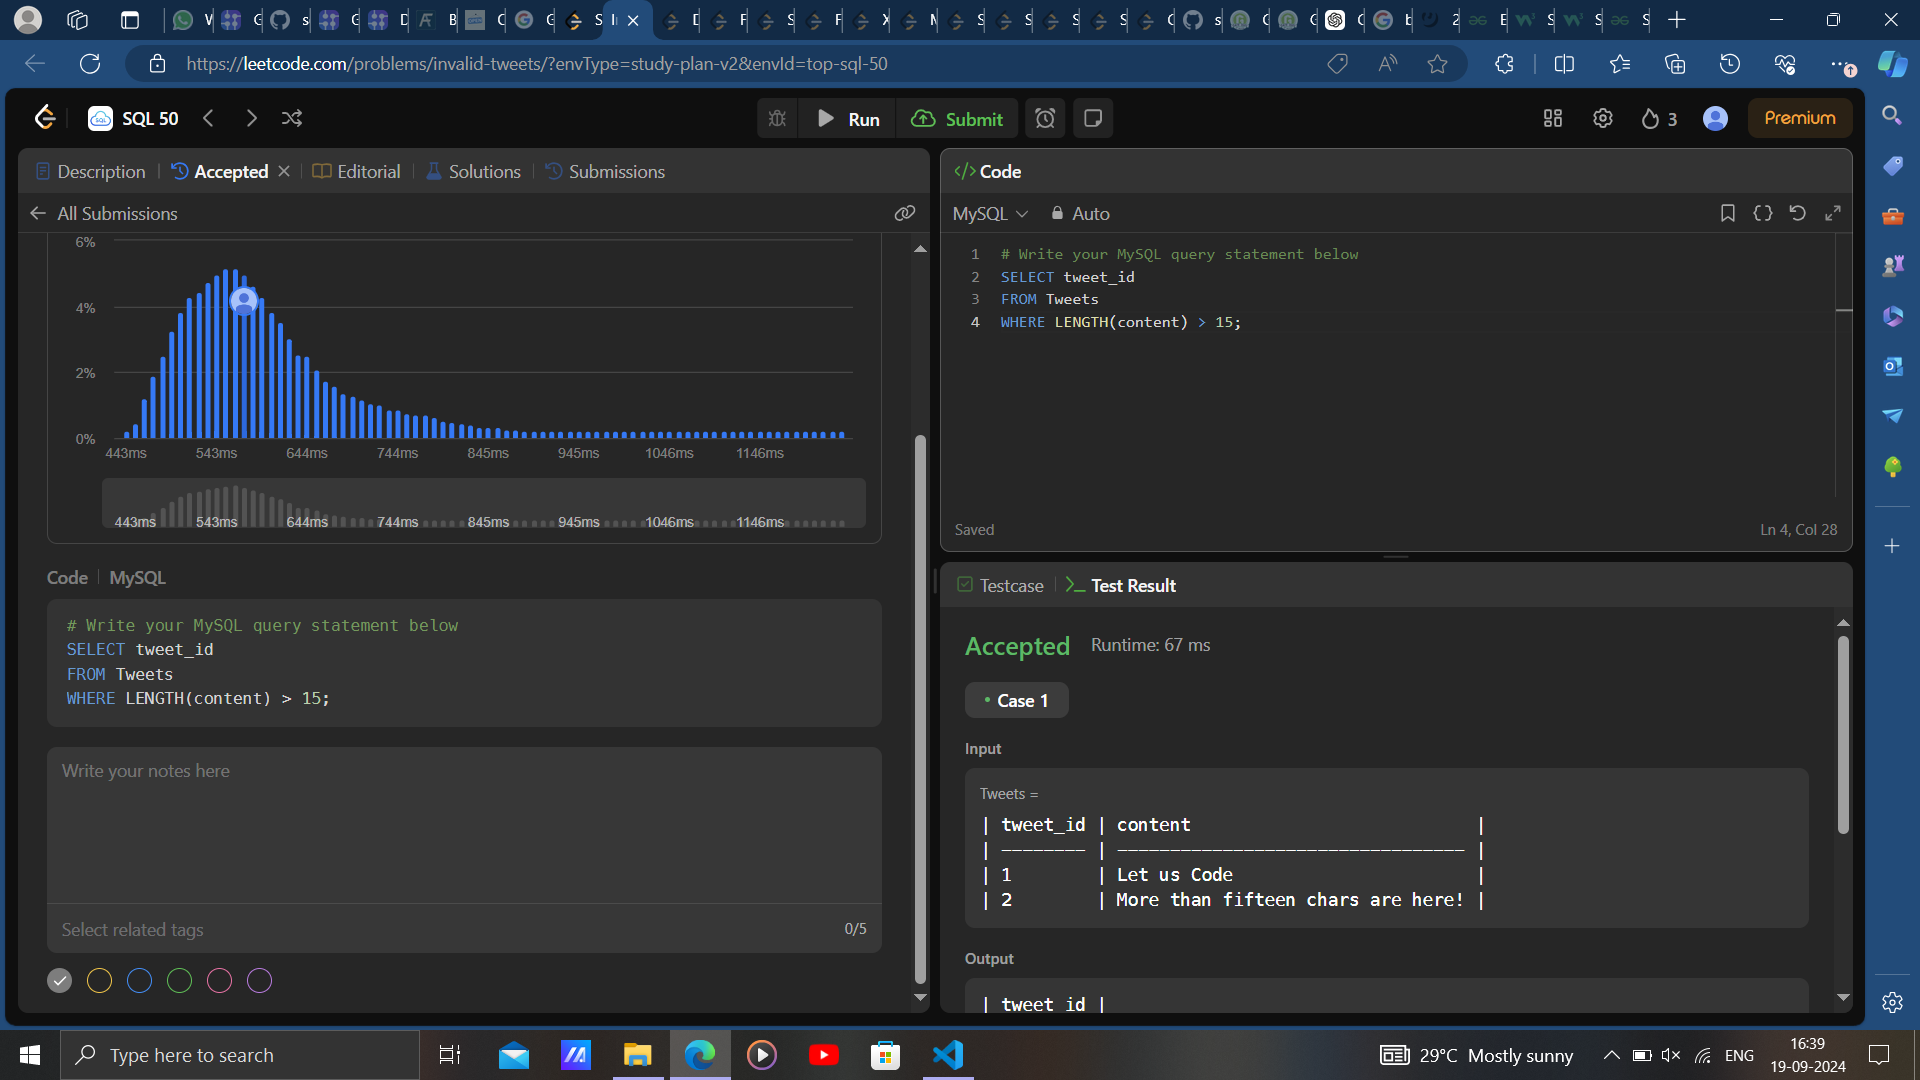 https://leetcode.com/problems/invalid-tweets/?envType=study-plan-v2&envId=top-sql-50
SQL 50
Run
Submit
3
Premium
Description
Accepted
Editorial
Solutions
Submissions
All Submissions
6%
4%
2%
0%
443ms 543ms 644ms 744ms 845ms 945ms 1046ms 1146ms
443ms 543ms 644ms 744ms 845ms 945ms 1046ms 1146ms
Code
MySQL
# Write your MySQL query statement below
SELECT tweet_id
FROM Tweets
WHERE LENGTH(content) > 15;
Write your notes here
Select related tags
0/5
</> Code
MySQL
Auto
1 # Write your MySQL query statement below
2 SELECT tweet_id
3 FROM Tweets
4 WHERE LENGTH(content) > 15;
Saved
Ln 4, Col 28
Testcase
Test Result
Accepted
Runtime: 67 ms
Case 1
Input
Tweets =
| tweet_id | content |
| -------- | --------------------------------- |
| 1 | Let us Code |
| 2 | More than fifteen chars are here! |
Output
| tweet_id |
Type here to search
29°C Mostly sunny
ENG
16:39
19-09-2024